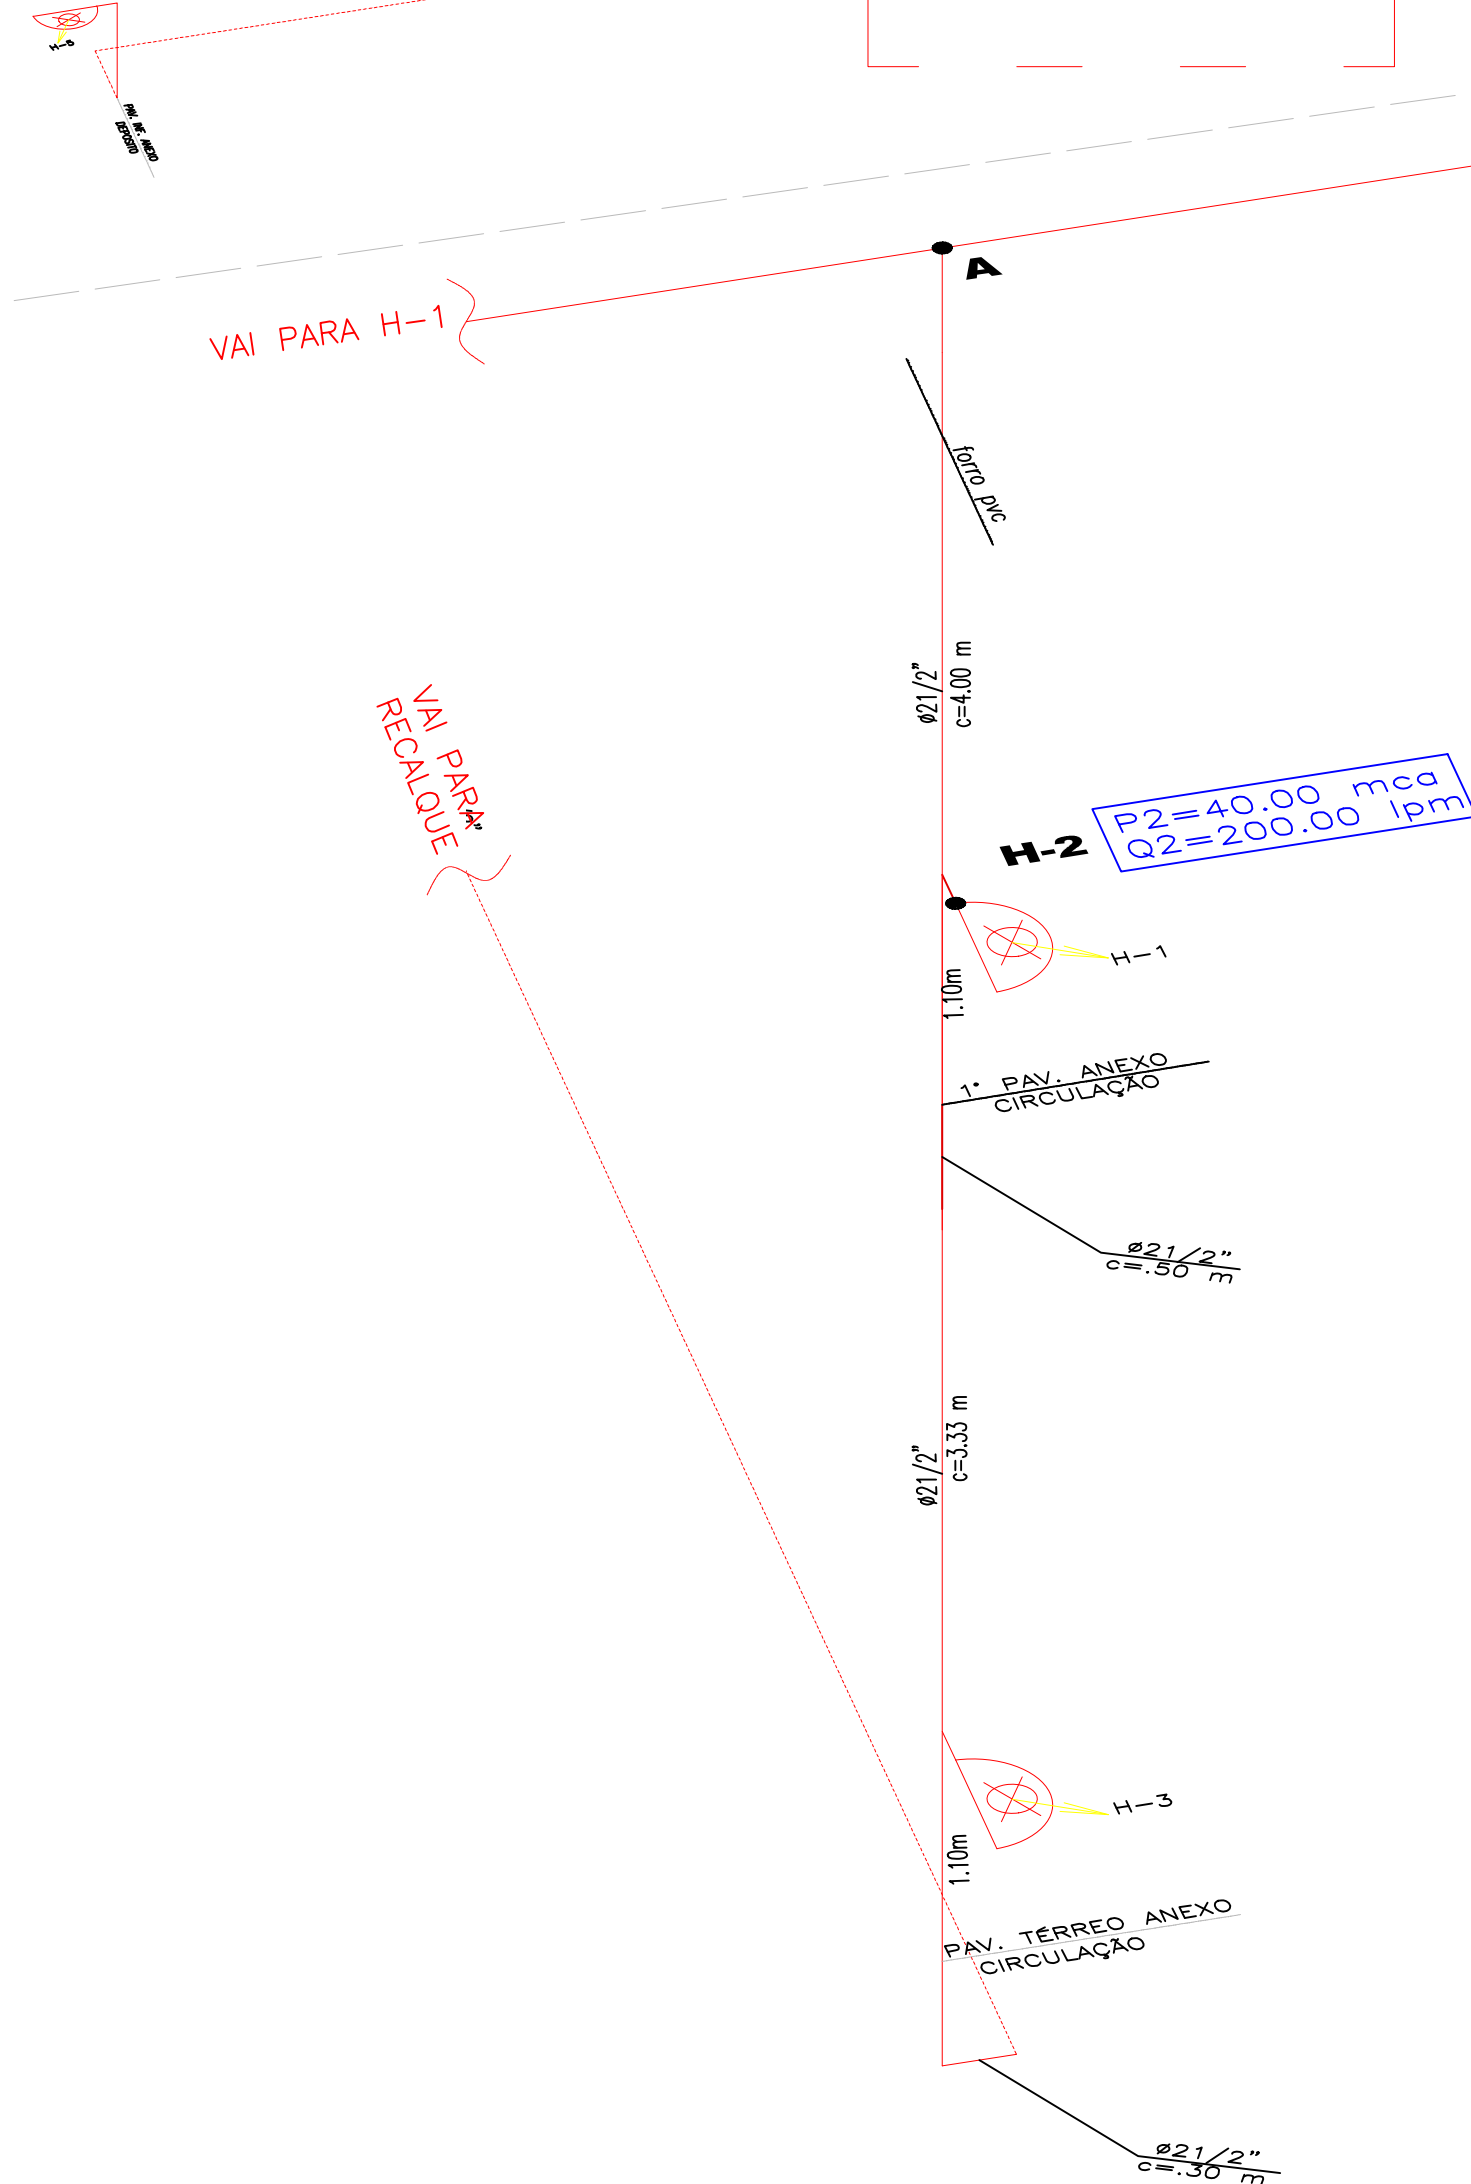 PAV. INF. ANEXO
DEPOSITO
A
VAI PARA H-1
forro pvc
ø21/2"
c=4.00 m
VAI PARA
RECALQUE
P2=40.00 mca
Q2=200.00 lpm
H-2
H-1
1.10m
1° PAV. ANEXO
CIRCULAÇÃO
ø21/2"
c=.50 m
ø21/2"
c=3.33 m
H-3
1.10m
PAV. TÉRREO ANEXO
CIRCULAÇÃO
ø21/2"
c=.30 m